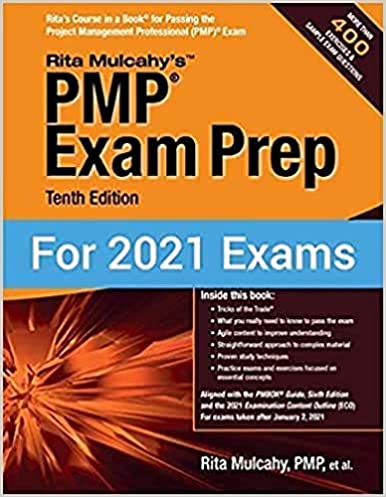 Rita's Course in a Book® for Passing the
Project Management Professional (PMP)® Exam
MORE THAN
400
EXERCISES &
SAMPLE EXAM QUESTIONS
Rita Mulcahy's™
PMP®
Exam Prep
Tenth Edition
For 2021 Exams
Inside this book:
• Tricks of the Trade®
• What you really need to know to pass the exam
• Agile content to improve understanding
• Straightforward approach to complex material
• Proven study techniques
• Practice exams and exercises focused on
essential concepts
Aligned with the PMBOK® Guide, Sixth Edition
and the 2021 Examination Content Outline (ECO)
For exams taken after January 2, 2021
Rita Mulcahy, PMP, et al.